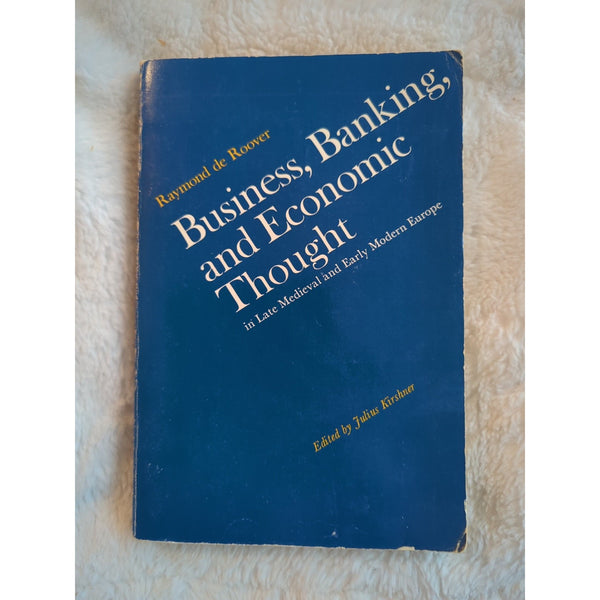 Raymond de Roover
Business, Banking,
and Economic
Thought
in Late Medieval and Early Modern Europe
Edited by Julius Kirshner